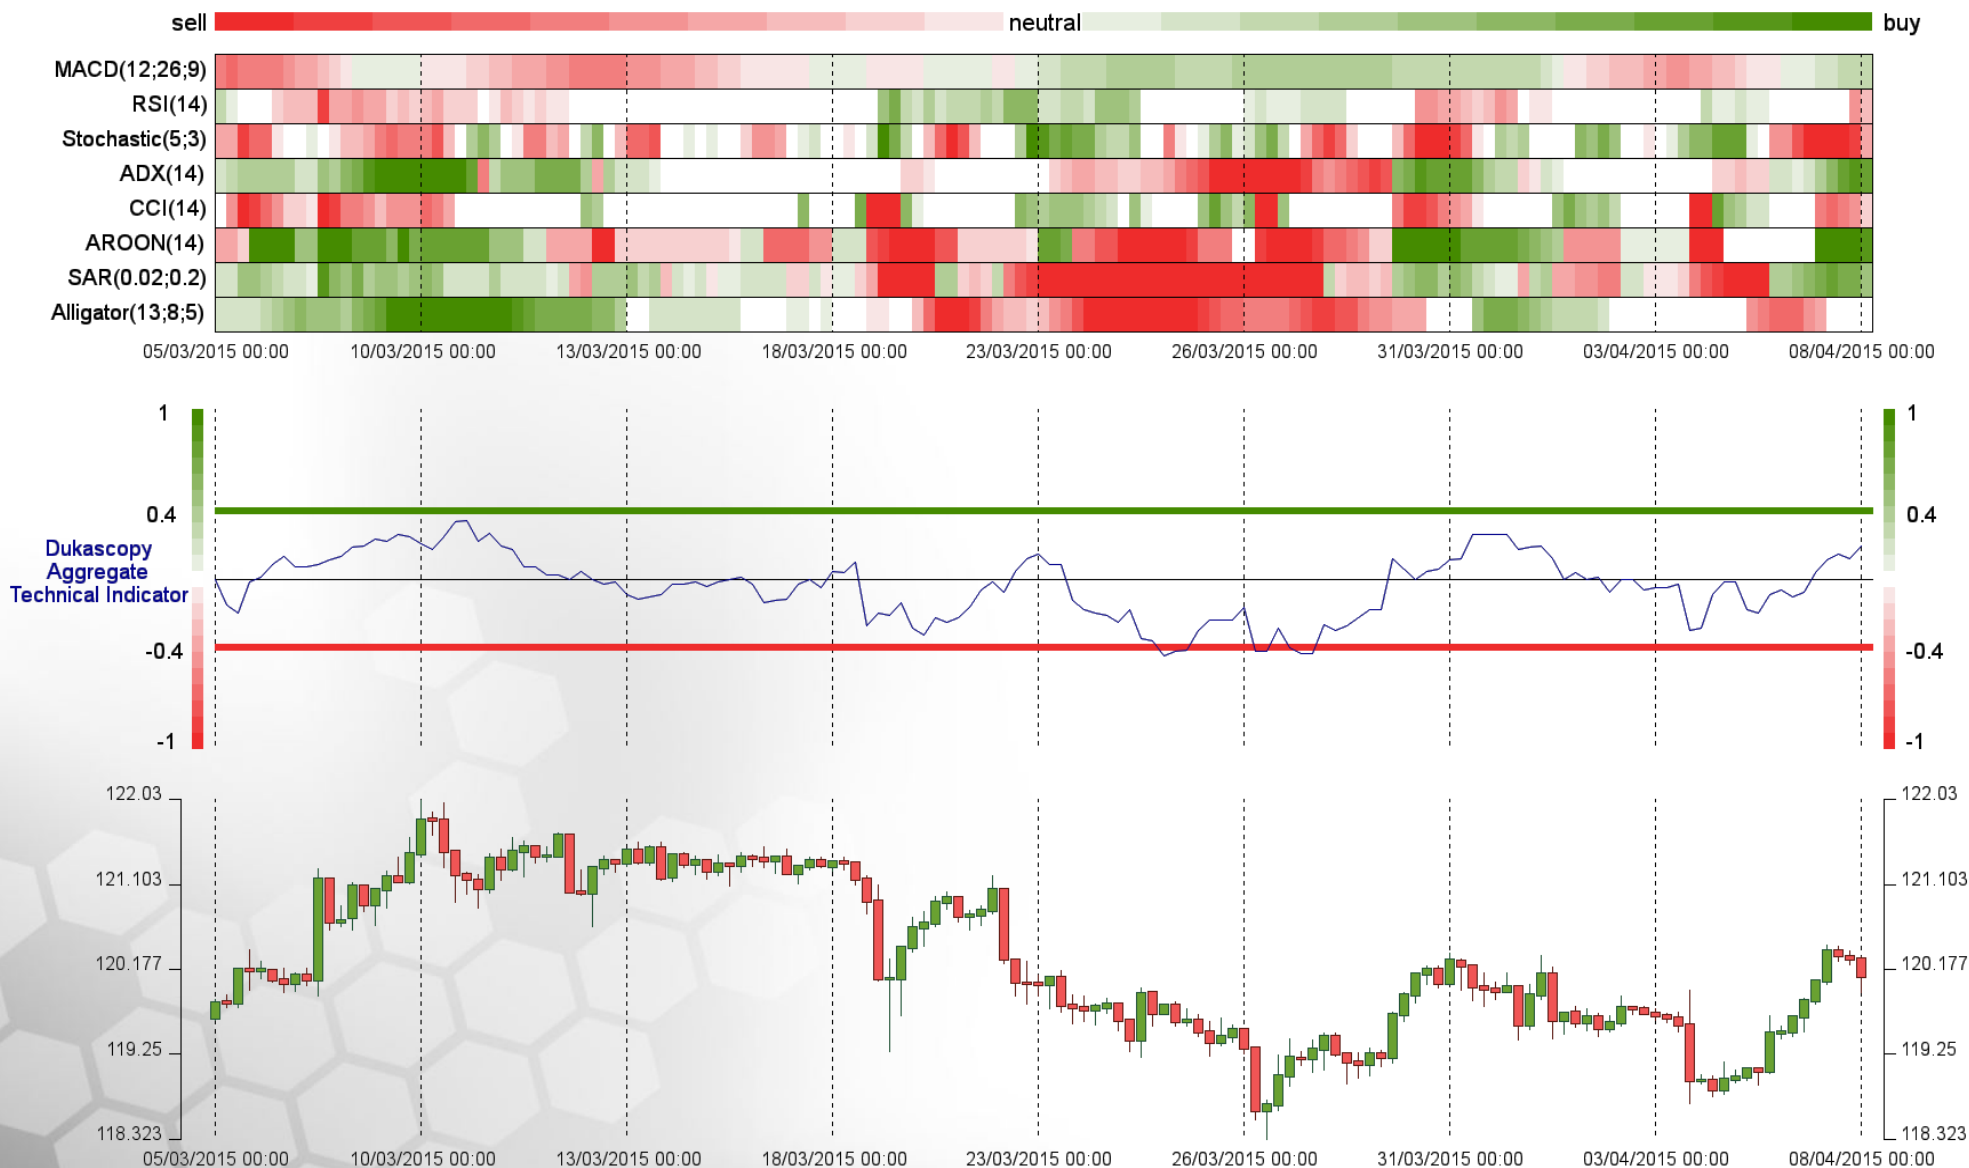 sell neutral buy
MACD(12;26;9)
RSI(14)
Stochastic(5;3)
ADX(14)
CCI(14)
AROON(14)
SAR(0.02;0.2)
Alligator(13;8;5)
05/03/2015 00:00 10/03/2015 00:00 13/03/2015 00:00 18/03/2015 00:00 23/03/2015 00:00 26/03/2015 00:00 31/03/2015 00:00 03/04/2015 00:00 08/04/2015 00:00
1 1
0.4 0.4
Dukascopy
Aggregate
Technical Indicator
-0.4 -0.4
-1 -1
122.03 122.03
121.103 121.103
120.177 120.177
119.25 119.25
118.323 118.323
05/03/2015 00:00 10/03/2015 00:00 13/03/2015 00:00 18/03/2015 00:00 23/03/2015 00:00 26/03/2015 00:00 31/03/2015 00:00 03/04/2015 00:00 08/04/2015 00:00